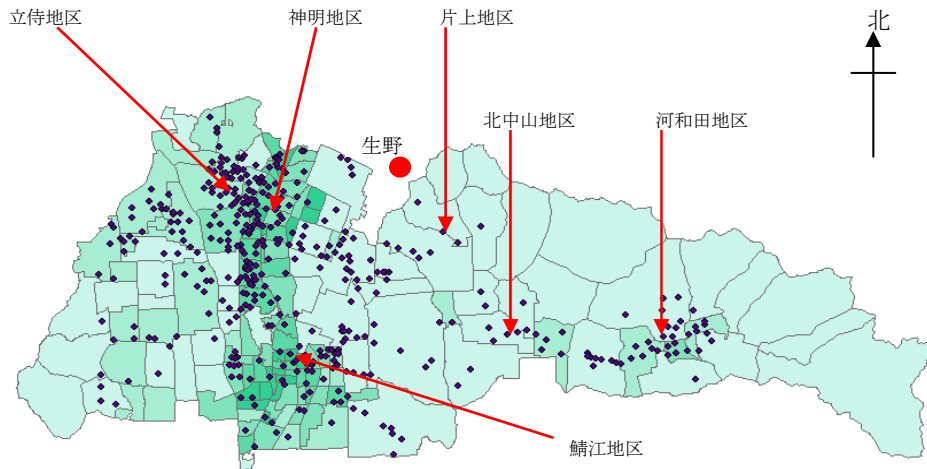 立侍地区
神明地区
片上地区
北
北中山地区
河和田地区
生野
鯖江地区